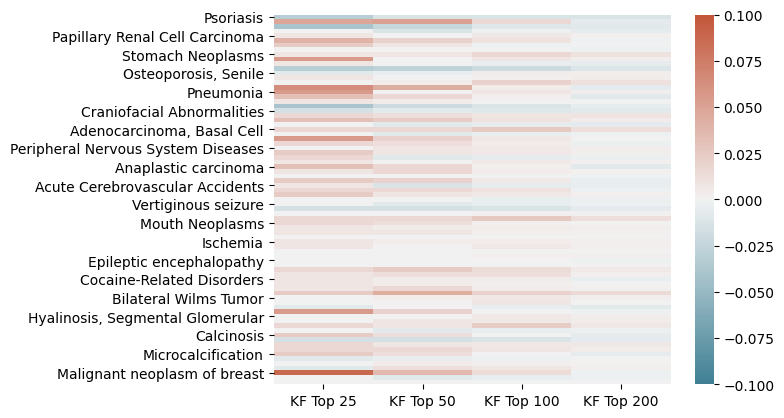 Psoriasis
Papillary Renal Cell Carcinoma
Stomach Neoplasms
Osteoporosis, Senile
Pneumonia
Craniofacial Abnormalities
Adenocarcinoma, Basal Cell
Peripheral Nervous System Diseases
Anaplastic carcinoma
Acute Cerebrovascular Accidents
Vertiginous seizure
Mouth Neoplasms
Ischemia
Epileptic encephalopathy
Cocaine-Related Disorders
Bilateral Wilms Tumor
Hyalinosis, Segmental Glomerular
Calcinosis
Microcalcification
Malignant neoplasm of breast
KF Top 25
KF Top 50
KF Top 100
KF Top 200
0.100
0.075
0.050
0.025
0.000
−0.025
−0.050
−0.075
−0.100